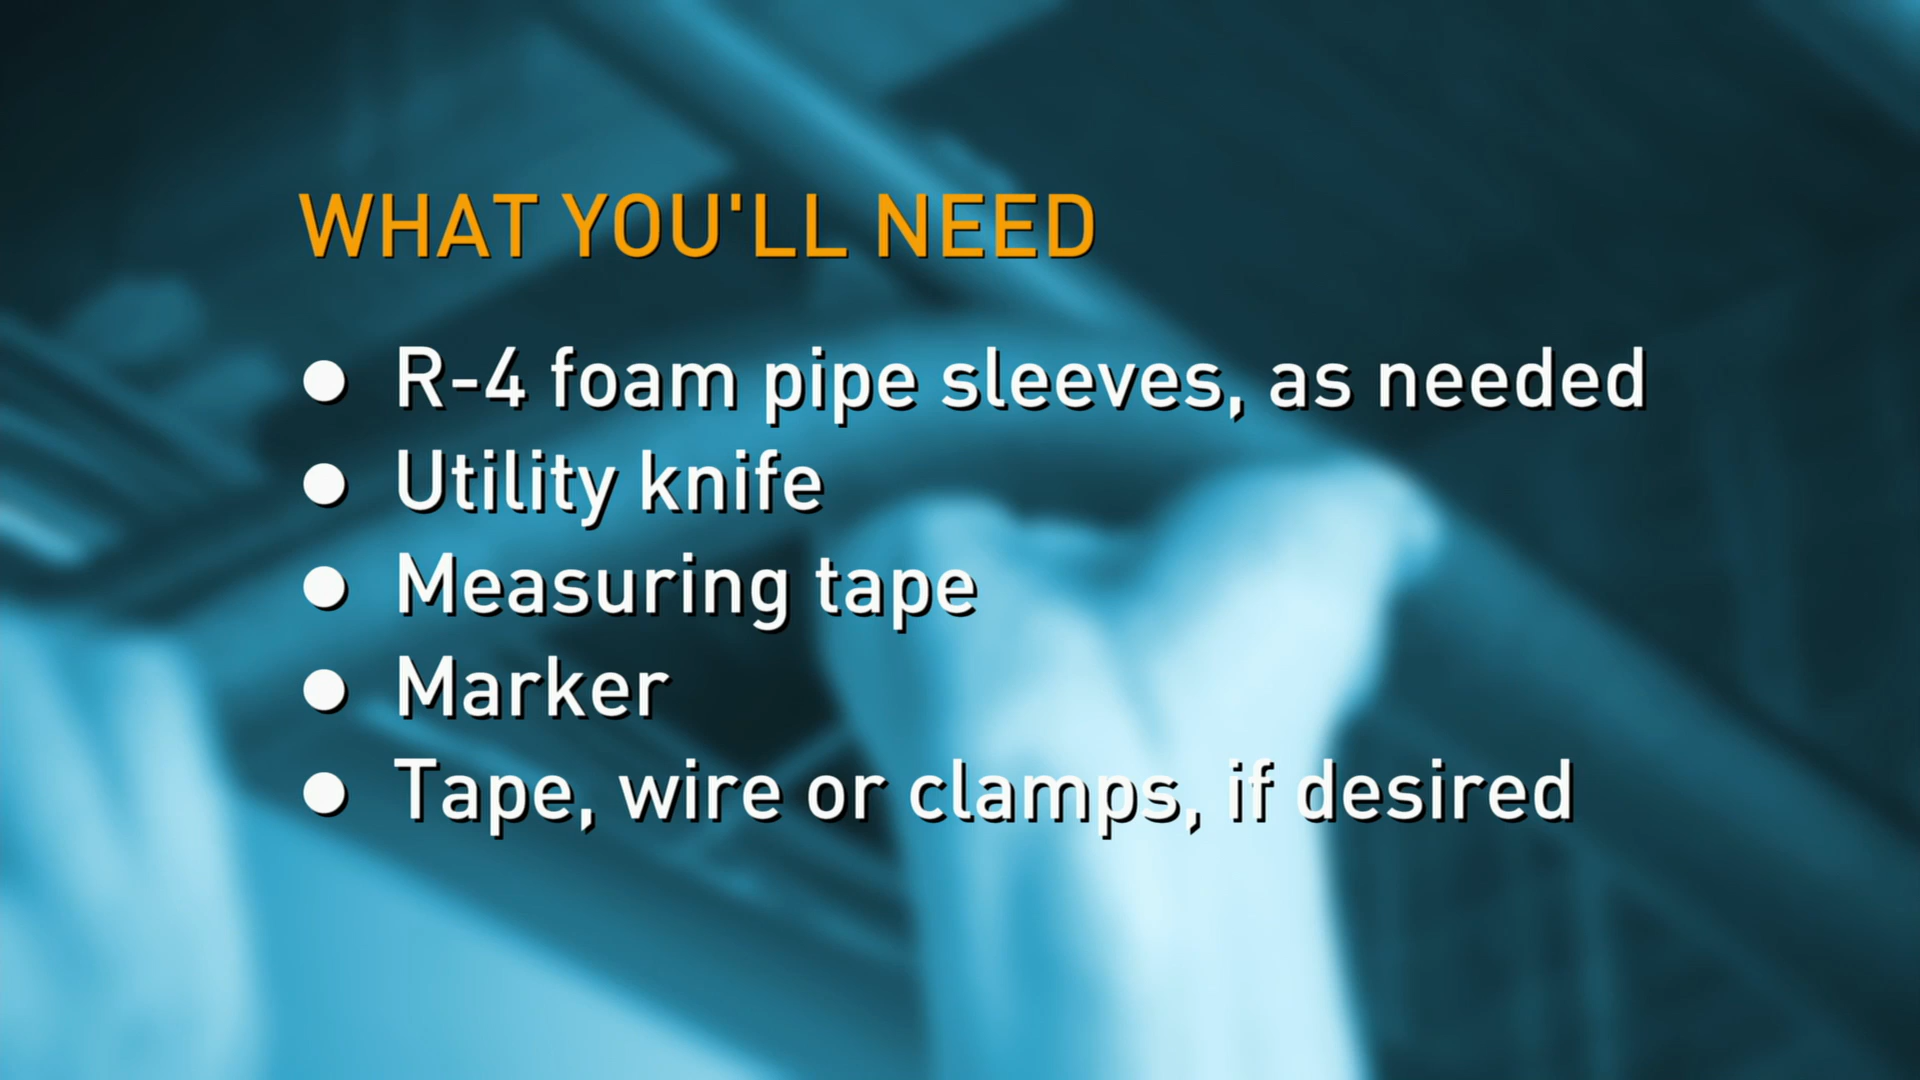 WHAT YOU'LL NEED
● R-4 foam pipe sleeves, as needed
● Utility knife
● Measuring tape
● Marker
● Tape, wire or clamps, if desired